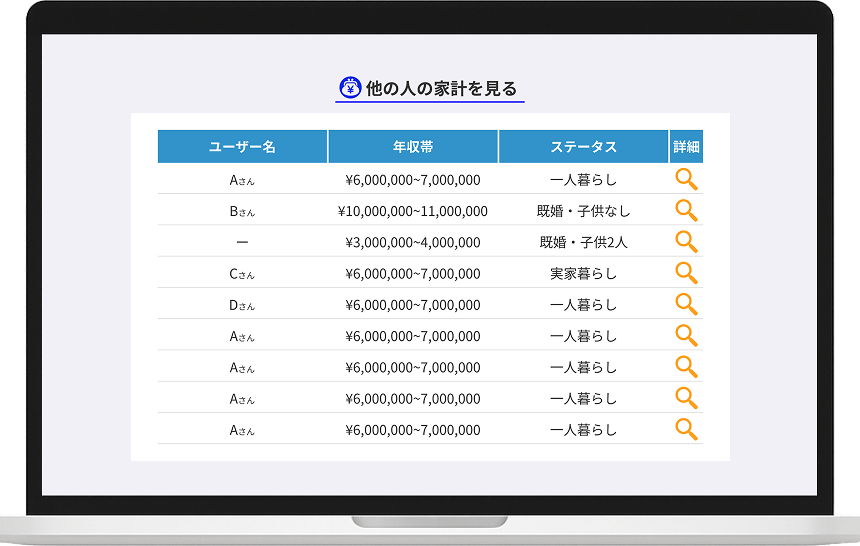 他の人の家計を見る
ユーザー名 年収帯 ステータス 詳細
Aさん ¥6,000,000~7,000,000 一人暮らし
Bさん ¥10,000,000~11,000,000 既婚・子供なし
ー ¥3,000,000~4,000,000 既婚・子供2人
Cさん ¥6,000,000~7,000,000 実家暮らし
Dさん ¥6,000,000~7,000,000 一人暮らし
Aさん ¥6,000,000~7,000,000 一人暮らし
Aさん ¥6,000,000~7,000,000 一人暮らし
Aさん ¥6,000,000~7,000,000 一人暮らし
Aさん ¥6,000,000~7,000,000 一人暮らし